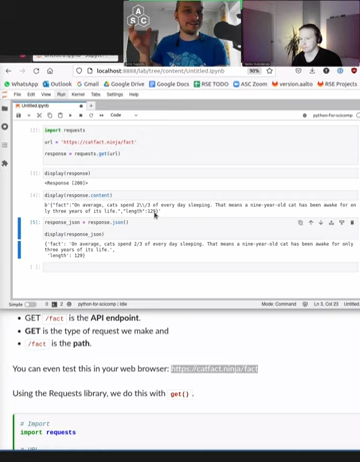 A
S C
localhost:8888/lab/tree/content/Untitled.ipynb
90%
WhatsApp Outlook Gmail Google Drive RSE TODO ASC Zoom version.aalto RSE Github
File Edit View Run Kernel Tabs Settings Help
Untitled.ipynb
Code
python-for-scicomp
import requests
url = 'https://catfact.ninja/fact'
response = requests.get(url)
display(response)
<Response [200]>
[4]: display(response.content)
b'{"fact":"On average, cats spend 2\\/3 of every day sleeping. That means a nine-year-old cat has been awake for on
ly three years of its life.","length":129}'
[5]: response_json = response.json()
display(response_json)
{'fact': 'On average, cats spend 2/3 of every day sleeping. That means a nine-year-old cat has been awake for only
three years of its life.',
'length': 129}
[ ]:
Simple 0 2 python-for-scicomp | Idle Mode: Command Ln 3, Col 23 Untitled.
GET /fact is the API endpoint.
GET is the type of request we make and
/fact is the path.
You can even test this in your web browser: https://catfact.ninja/fact
Using the Requests library, we do this with get() .
# Import
import requests